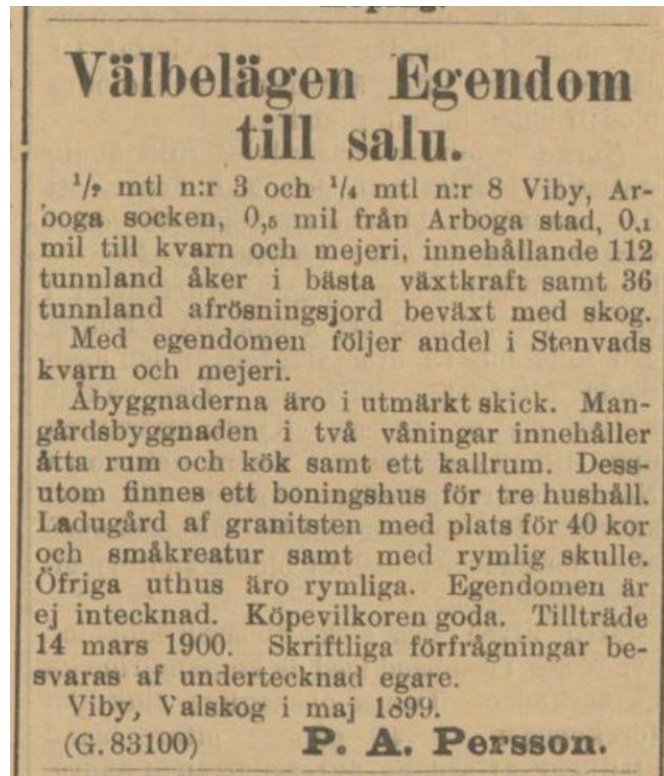 Välbelägen Egendom
till salu.
mtl n:r 3 och 1/4 mtl n:r 8 Viby, Ar-
boga socken, 0,5 mil från Arboga stad, 0,1
mil till kvarn och mejeri, innehållande 112
tunnland åker i bästa växtkraft samt 36
tunnland afrösningsjord beväxt med skog.
Med egendomen följer andel i Stenvads
kvarn och mejeri.
Åbyggnaderna äro i utmärkt skick. Man-
gårdsbyggnaden i två våningar innehåller
åtta rum och kök samt ett kallrum. Dess-
utom finnes ett boningshus för tre hushåll.
Ladugård af granitsten med plats för 40 kor
och småkreatur samt med rymlig skulle.
Öfriga uthus äro rymliga. Egendomen är
ej intecknad. Köpevilkoren goda. Tillträde
14 mars 1900. Skriftliga förfrågningar be-
svaras af undertecknad egare.
Viby, Valskog i maj 1899.
(G. 83100) P. A. Persson.